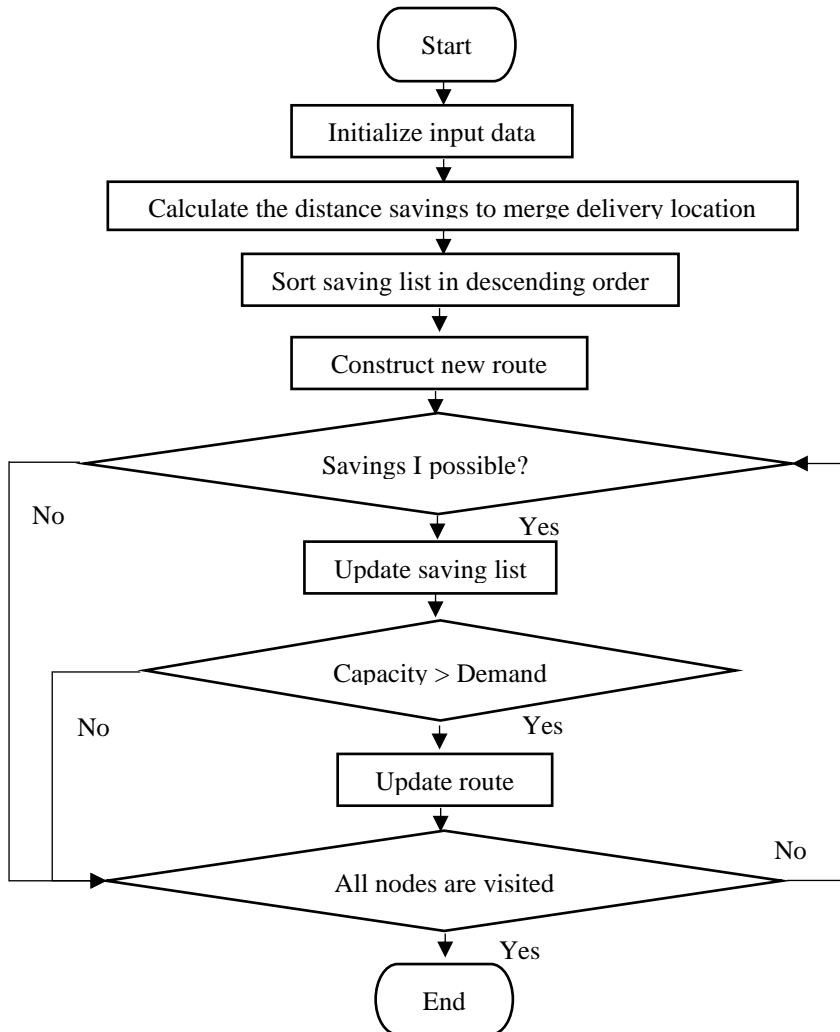 Start
Initialize input data
Calculate the distance savings to merge delivery location
Sort saving list in descending order
Construct new route
Savings I possible?
No
Yes
Update saving list
Capacity > Demand
No
Yes
Update route
All nodes are visited
No
Yes
End